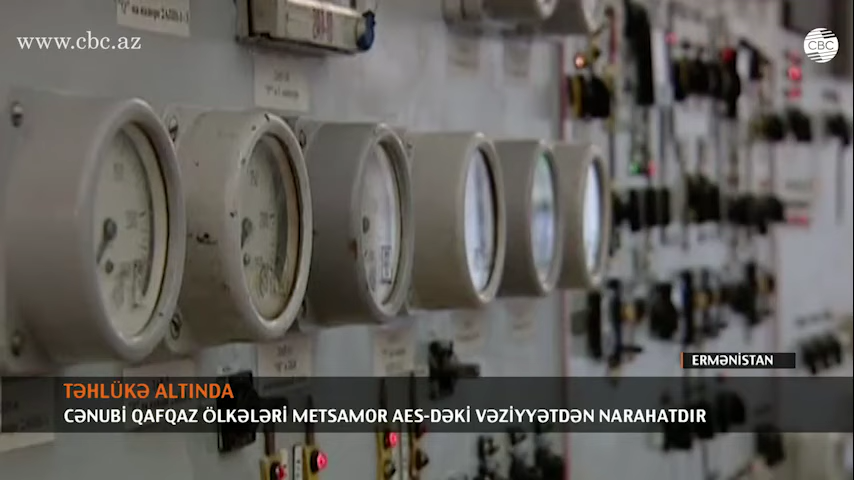 www.cbc.az
CBC
ERMƏNİSTAN
TƏHLÜKƏ ALTINDA
CƏNUBİ QAFQAZ ÖLKƏLƏRİ METSAMOR AES-DƏKİ VƏZİYYƏTDƏN NARAHATDIR